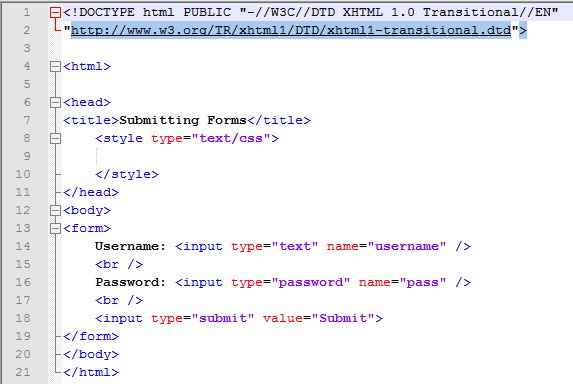 1 <!DOCTYPE html PUBLIC "-//W3C//DTD XHTML 1.0 Transitional//EN"
2 "http://www.w3.org/TR/xhtml1/DTD/xhtml1-transitional.dtd">
3
4 <html>
5
6 <head>
7 <title>Submitting Forms</title>
8 <style type="text/css">
9
10 </style>
11 </head>
12 <body>
13 <form>
14 Username: <input type="text" name="username" />
15 <br />
16 Password: <input type="password" name="pass" />
17 <br />
18 <input type="submit" value="Submit">
19 </form>
20 </body>
21 </html>